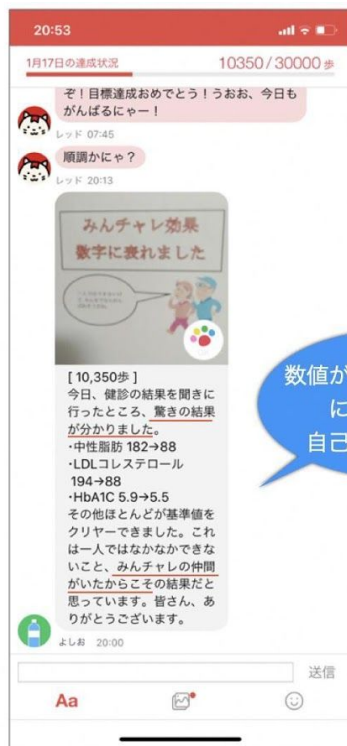 20:53
1月17日の達成状況
10350/30000歩
ぞ！目標達成おめでとう！うおお、今日も
がんばるにゃー！
レッド 07:45
順調かにゃ？
レッド 20:13
みんチャレ効果
数字に表れました
[ 10,350歩 ]
今日、健診の結果を聞きに
行ったところ、驚きの結果
が分かりました。
・中性脂肪 182→88
・LDLコレステロール
194→88
・HbA1C 5.9→5.5
その他ほとんどが基準値を
クリヤーできました。これ
は一人ではなかなかできな
いこと、みんチャレの仲間
がいたからこその結果だと
思っています。皆さん、あ
りがとうございます。
よしお 20:00
数値が
に
自己
送信
Aa